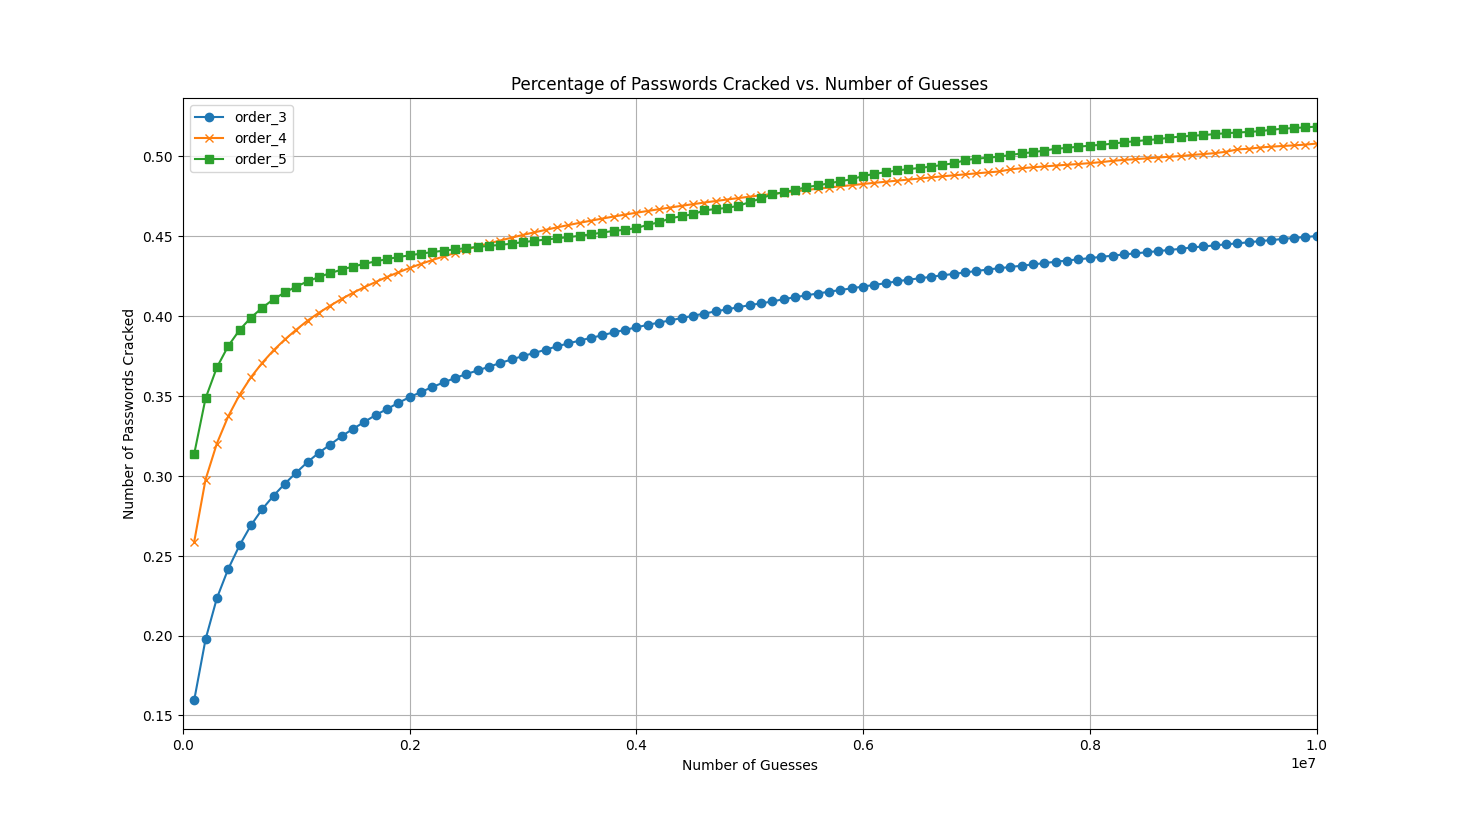 Percentage of Passwords Cracked vs. Number of Guesses
order_3
order_4
order_5
Number of Passwords Cracked
0.50
0.45
0.40
0.35
0.30
0.25
0.20
0.15
0.0 0.2 0.4 0.6 0.8 1.0
1e7
Number of Guesses